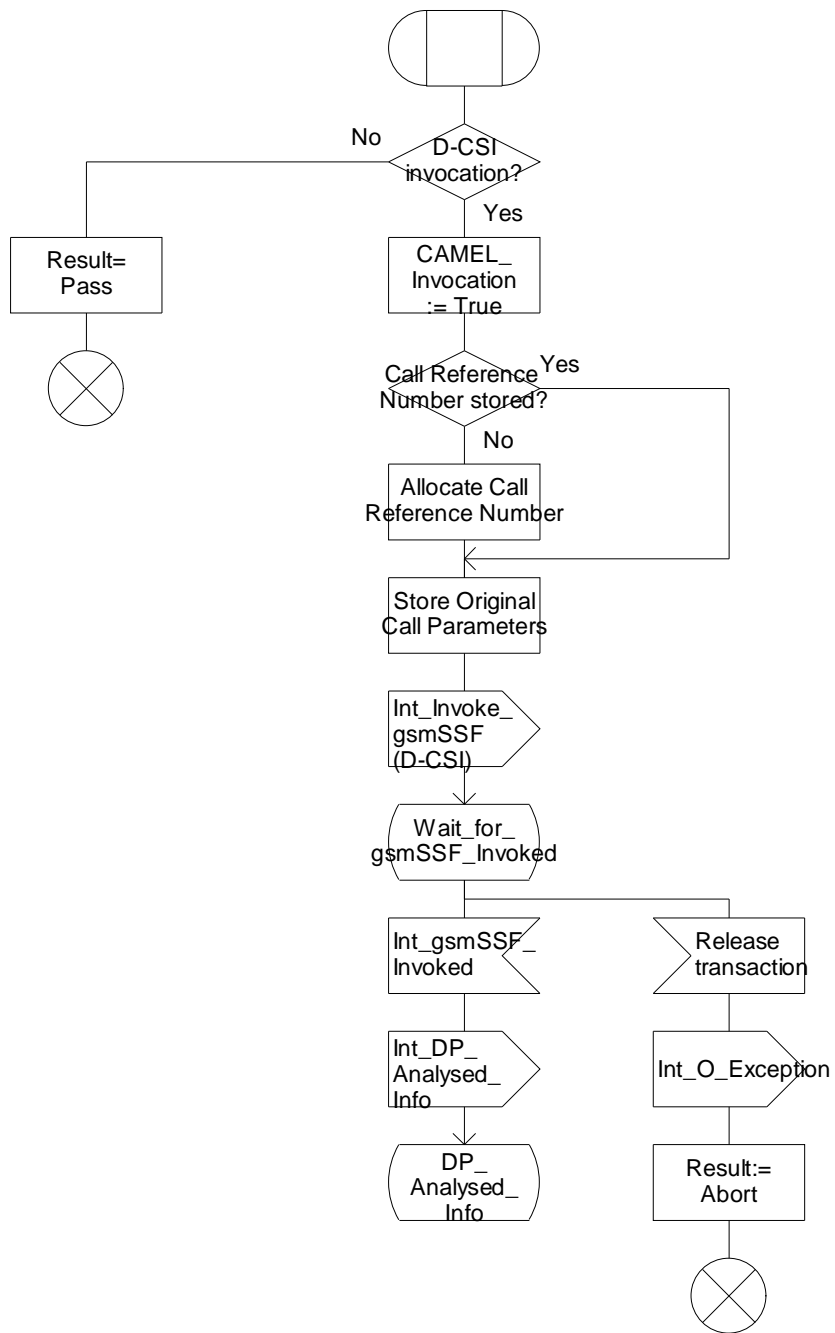 No
D-CSI
invocation?
Yes
Result=
Pass
CAMEL_
Invocation
:= True
Call Reference
Number stored?
Yes
No
Allocate Call
Reference Number
Store Original
Call Parameters
Int_Invoke_
gsmSSF
(D-CSI)
Wait_for_
gsmSSF_Invoked
Int_gsmSSF_
Invoked
Release
transaction
Int_DP_
Analysed_
Info
Int_O_Exception
DP_
Analysed_
Info
Result:=
Abort